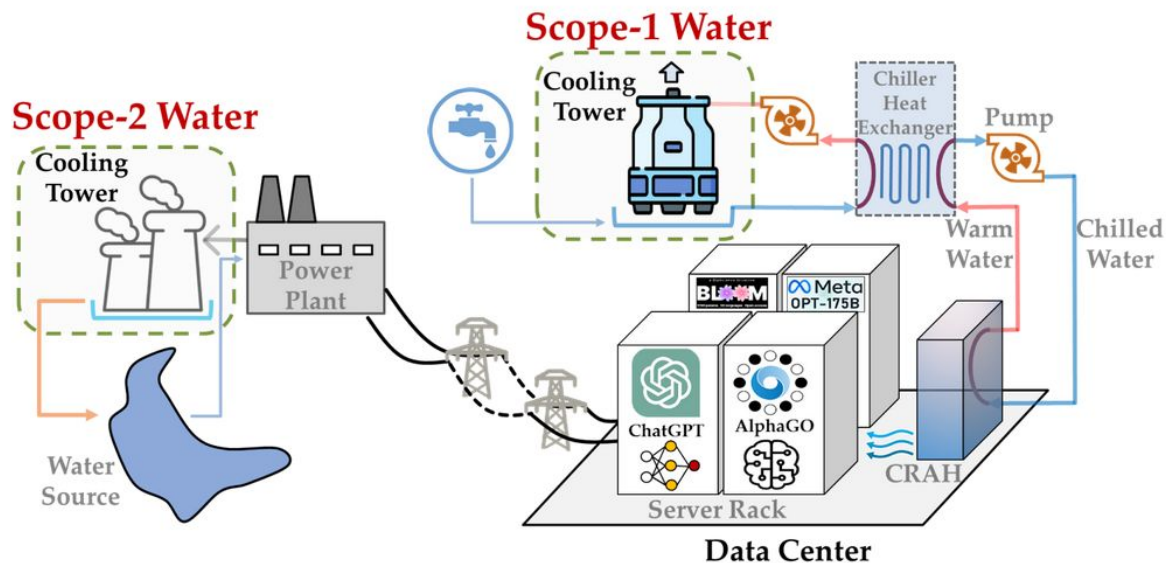 Scope-1 Water
Scope-2 Water
Cooling
Tower
Cooling
Tower
Chiller
Heat
Exchanger
Pump
Power
Plant
Warm
Water
Chilled
Water
BLOOM
Meta
OPT-175B
ChatGPT
AlphaGO
Water
Source
CRAH
Server Rack
Data Center